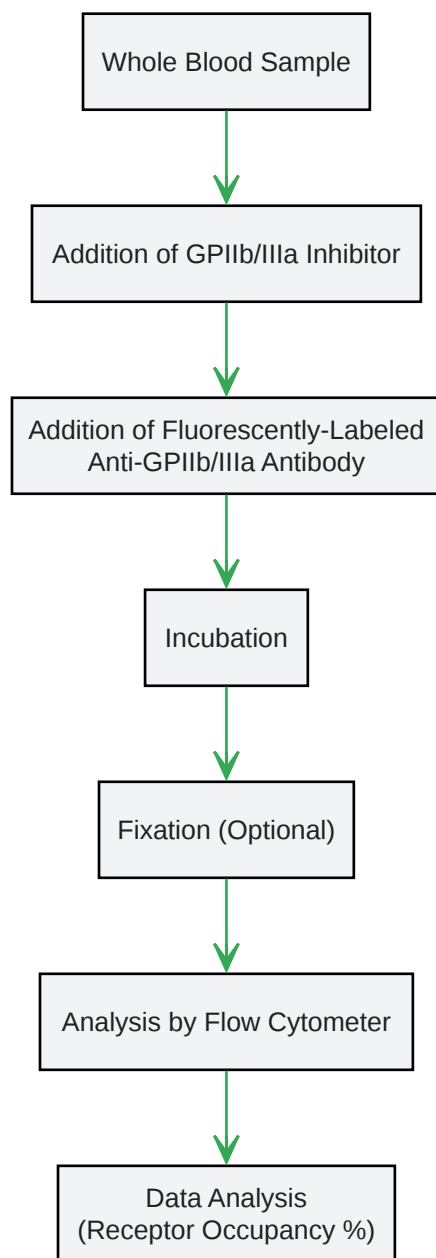 Whole Blood Sample
Addition of GPIIb/IIIa Inhibitor
Addition of Fluorescently-Labeled
Anti-GPIIb/IIIa Antibody
Incubation
Fixation (Optional)
Analysis by Flow Cytometer
Data Analysis
(Receptor Occupancy %)